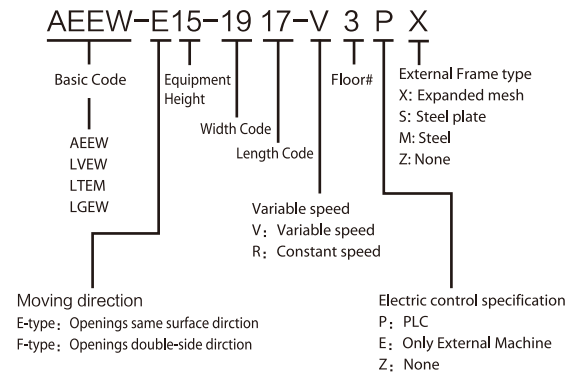 AEEW-E15-19 17-V 3 P X
Basic Code
AEEW
LVEW
LTEM
LGEW
Equipment
Height
Width Code
Length Code
Floor#
External Frame type
X: Expanded mesh
S: Steel plate
M: Steel
Z: None
Variable speed
V: Variable speed
R: Constant speed
Moving direction
E-type: Openings same surface dirction
F-type: Openings double-side dirction
Electric control specification
P: PLC
E: Only External Machine
Z: None